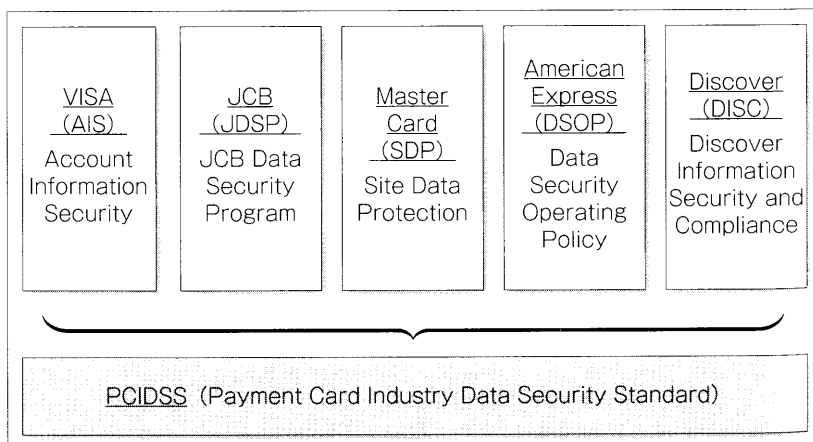 VISA
(AIS)
Account
Information
Security
JCB
(JDSP)
JCB Data
Security
Program
Master
Card
(SDP)
Site Data
Protection
American
Express
(DSOP)
Data
Security
Operating
Policy
Discover
(DISC)
Discover
Information
Security and
Compliance
PCIDSS (Payment Card Industry Data Security Standard)